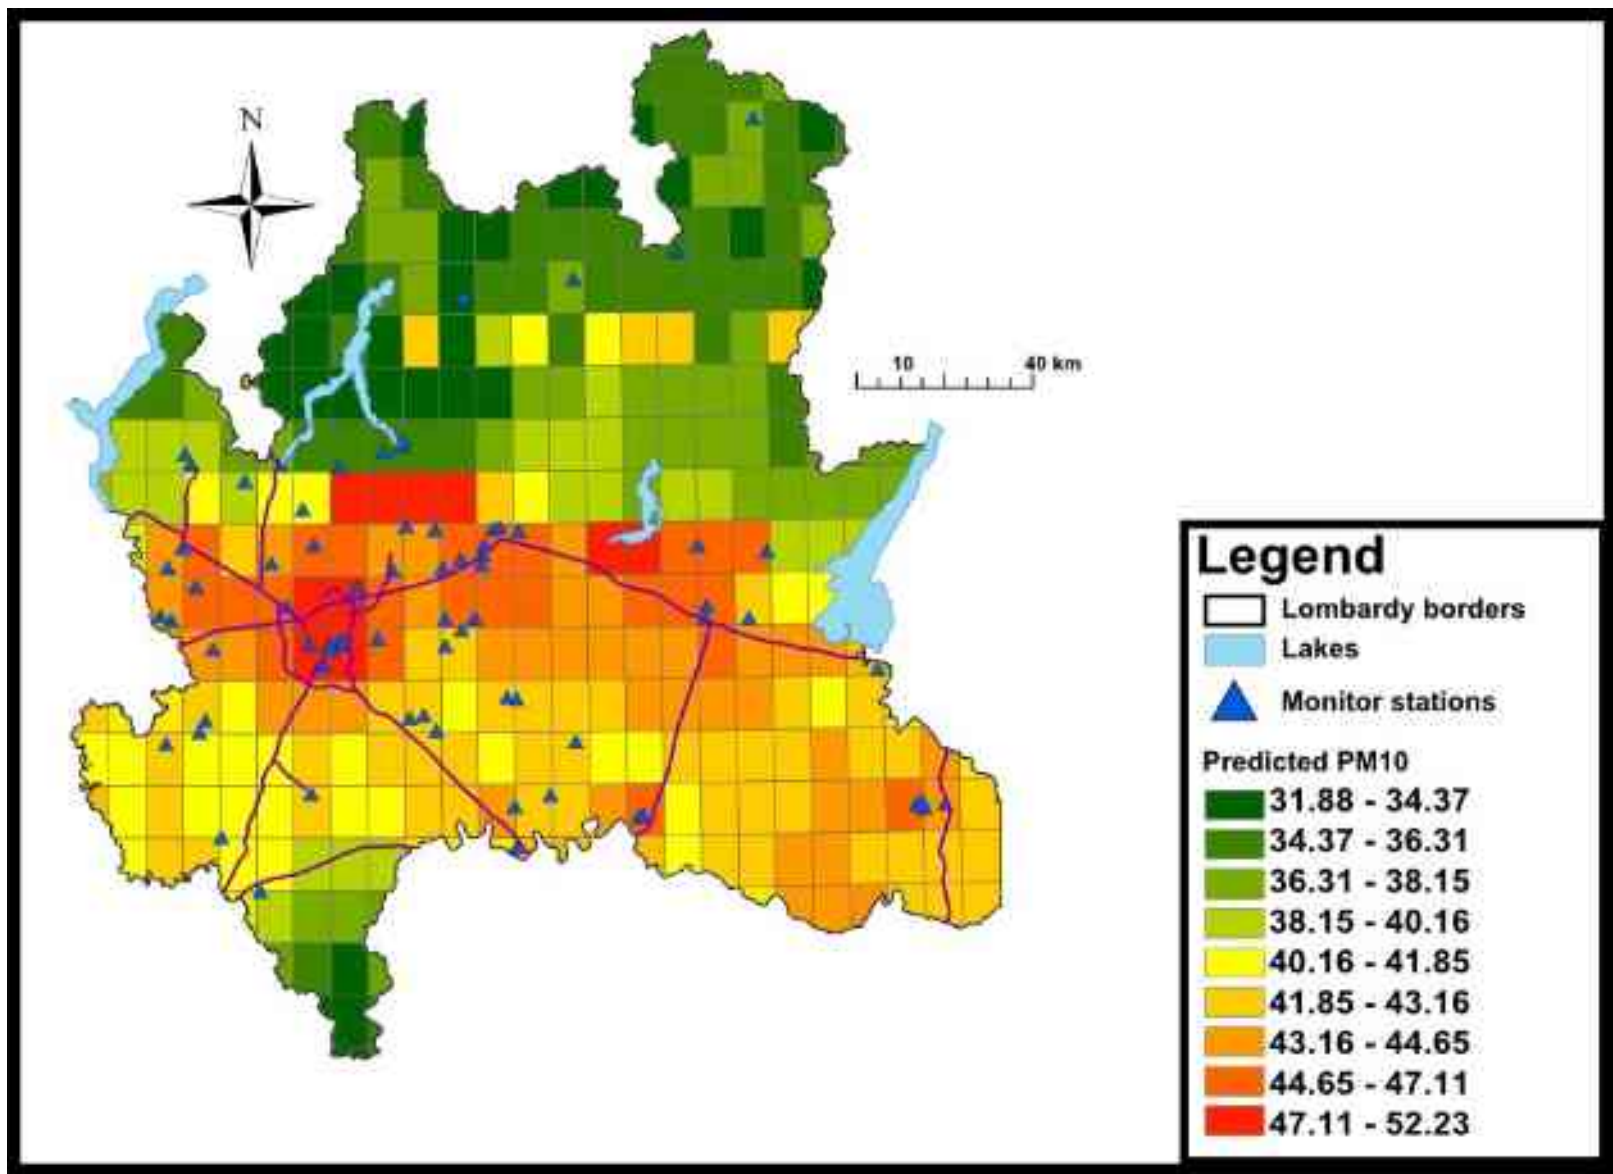 N
10 40 km
Legend
Lombardy borders
Lakes
Monitor stations
Predicted PM10
31.88 - 34.37
34.37 - 36.31
36.31 - 38.15
38.15 - 40.16
40.16 - 41.85
41.85 - 43.16
43.16 - 44.65
44.65 - 47.11
47.11 - 52.23